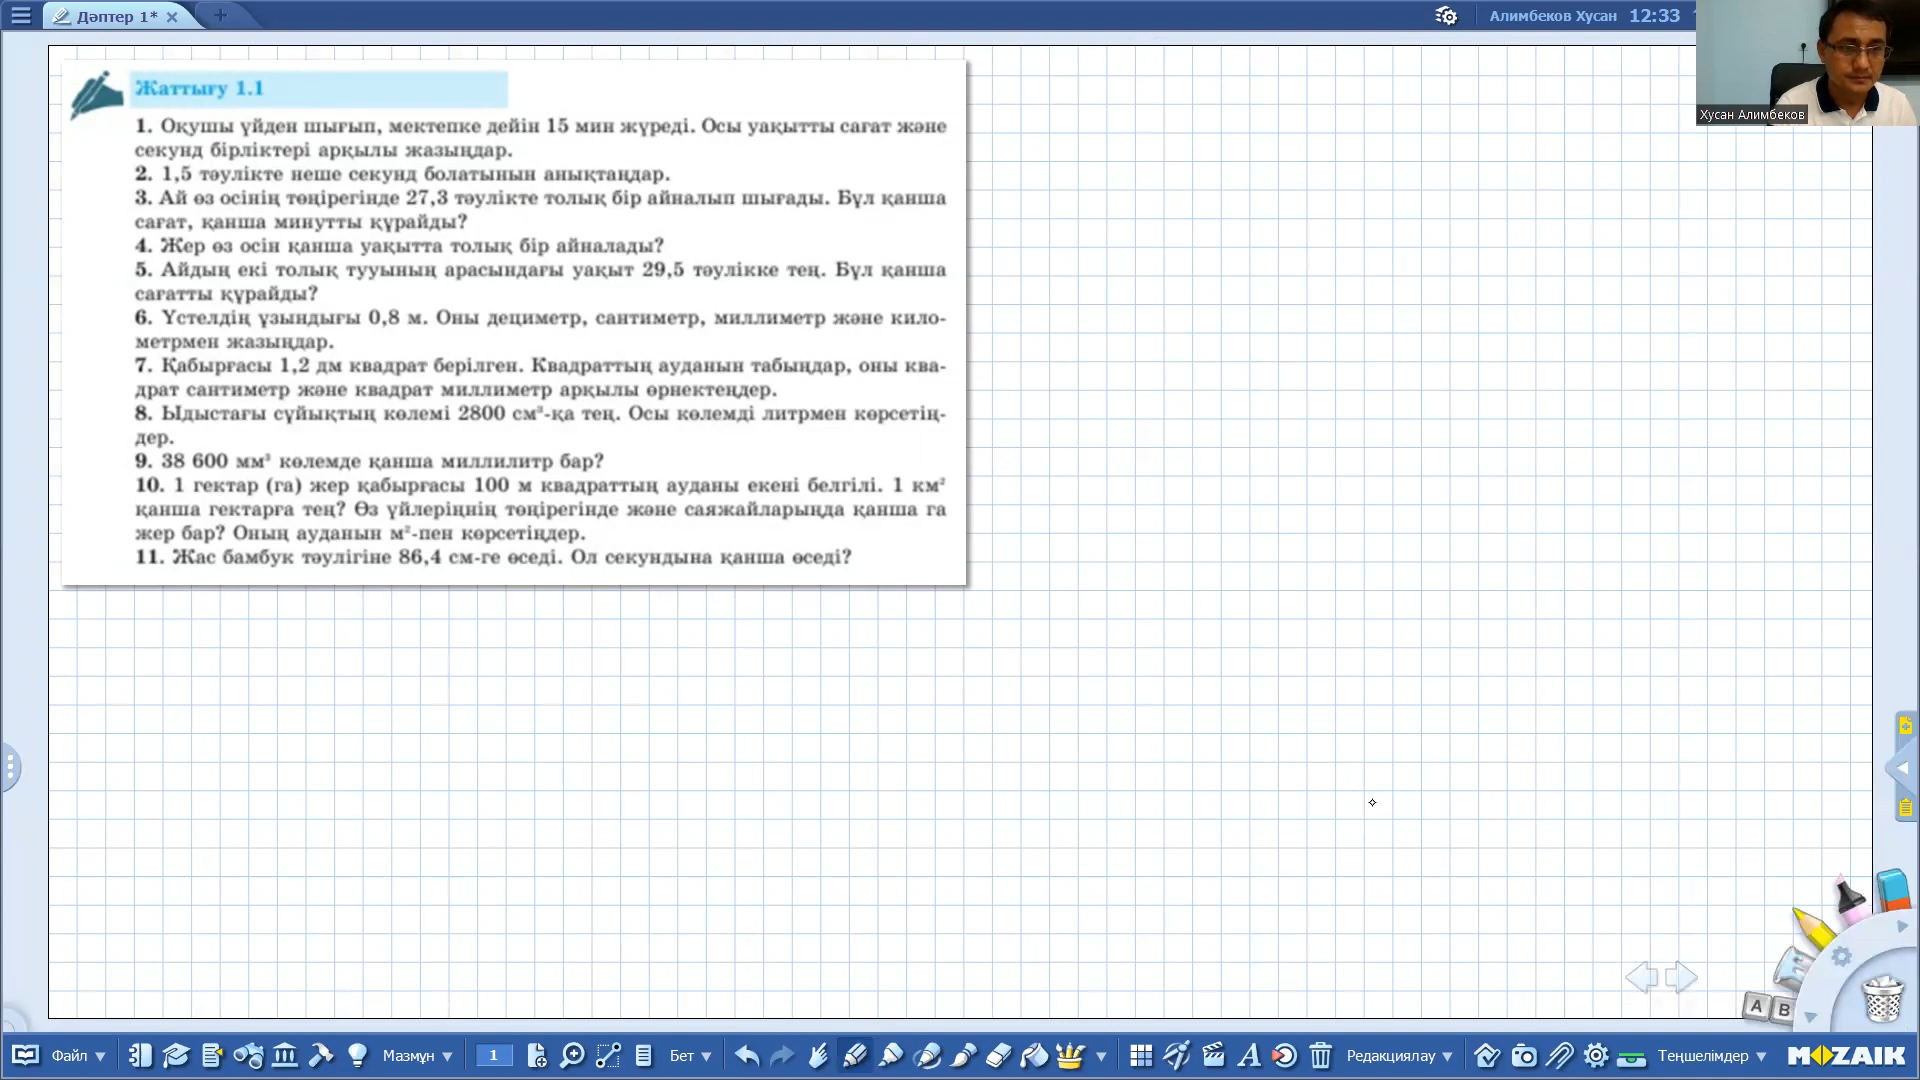 Дәптер 1*
Алимбеков Хусан 12:33
Хусан Алимбеков
Жаттығу 1.1
1. Оқушы үйден шығып, мектепке дейін 15 мин жүреді. Осы уақытты сағат және
секунд бірліктері арқылы жазыңдар.
2. 1,5 тәулікте неше секунд болатынын анықтаңдар.
3. Ай өз осінің төңірегінде 27,3 тәулікте толық бір айналып шығады. Бұл қанша
сағат, қанша минутты құрайды?
4. Жер өз осін қанша уақытта толық бір айналады?
5. Айдың екі толық тууының арасындағы уақыт 29,5 тәулікке тең. Бұл қанша
сағатты құрайды?
6. Үстелдің ұзындығы 0,8 м. Оны дециметр, сантиметр, миллиметр және кило-
метрмен жазыңдар.
7. Қабырғасы 1,2 дм квадрат берілген. Квадраттың ауданын табыңдар, оны ква-
драт сантиметр және квадрат миллиметр арқылы өрнектеңдер.
8. Ыдыстағы сұйықтың көлемі 2800 см³-қа тең. Осы көлемді литрмен көрсетің-
дер.
9. 38 600 мм³ көлемде қанша миллилитр бар?
10. 1 гектар (га) жер қабырғасы 100 м квадраттың ауданы екені белгілі. 1 км²
қанша гектарға тең? Өз үйлеріңнің төңірегінде және саяжайларыңда қанша га
жер бар? Оның ауданын м²-пен көрсетіңдер.
11. Жас бамбук тәулігіне 86,4 см-ге өседі. Ол секундына қанша өседі?
A B
Файл Мазмұн 1 Бет A Редакциялау Теңшелімдер MOZAIK